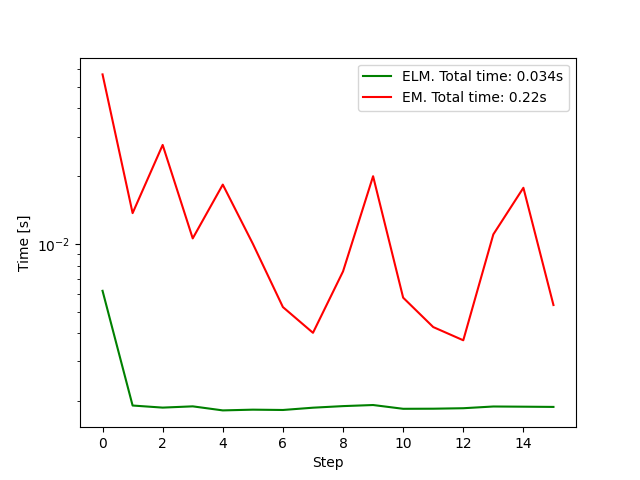 ELM. Total time: 0.034s
EM. Total time: 0.22s
Time [s]
10⁻²
0 2 4 6 8 10 12 14
Step